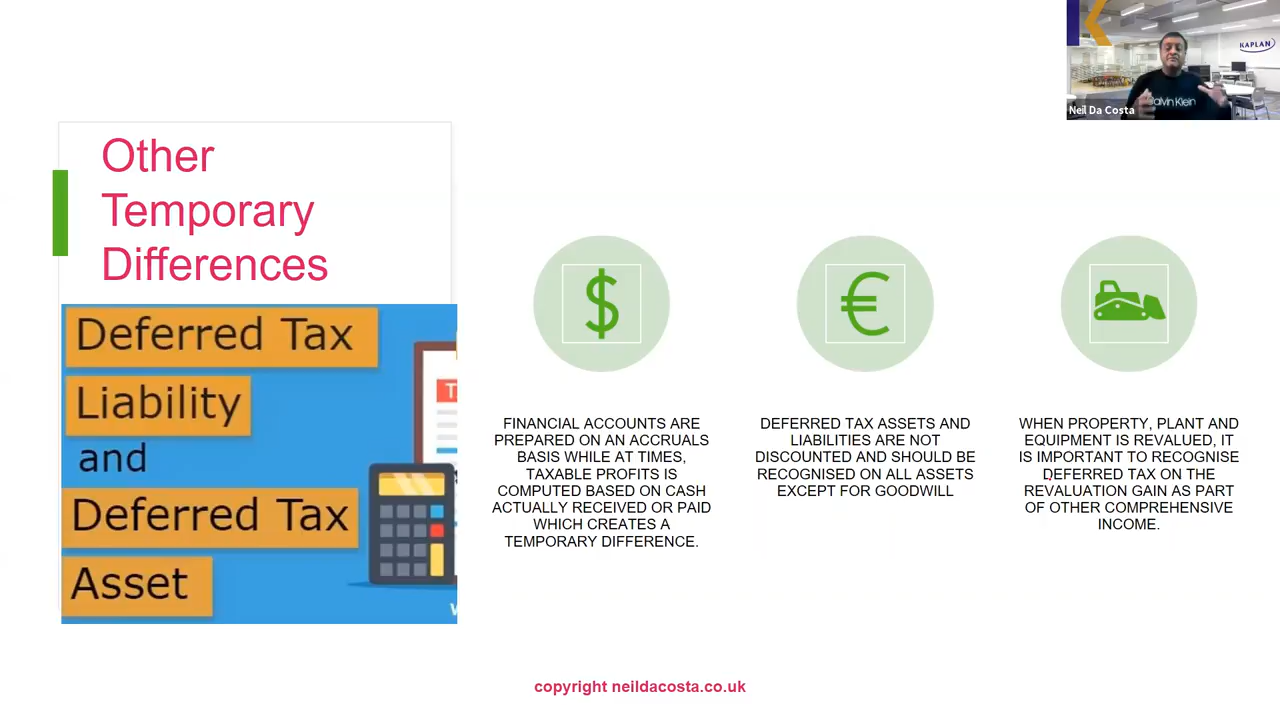 KAPLAN
Calvin Klein
Neil Da Costa
Other
Temporary
Differences
Deferred Tax
Liability
and
Deferred Tax
Asset
$
€
FINANCIAL ACCOUNTS ARE
PREPARED ON AN ACCRUALS
BASIS WHILE AT TIMES,
TAXABLE PROFITS IS
COMPUTED BASED ON CASH
ACTUALLY RECEIVED OR PAID
WHICH CREATES A
TEMPORARY DIFFERENCE.
DEFERRED TAX ASSETS AND
LIABILITIES ARE NOT
DISCOUNTED AND SHOULD BE
RECOGNISED ON ALL ASSETS
EXCEPT FOR GOODWILL
WHEN PROPERTY, PLANT AND
EQUIPMENT IS REVALUED, IT
IS IMPORTANT TO RECOGNISE
DEFERRED TAX ON THE
REVALUATION GAIN AS PART
OF OTHER COMPREHENSIVE
INCOME.
copyright neildacosta.co.uk